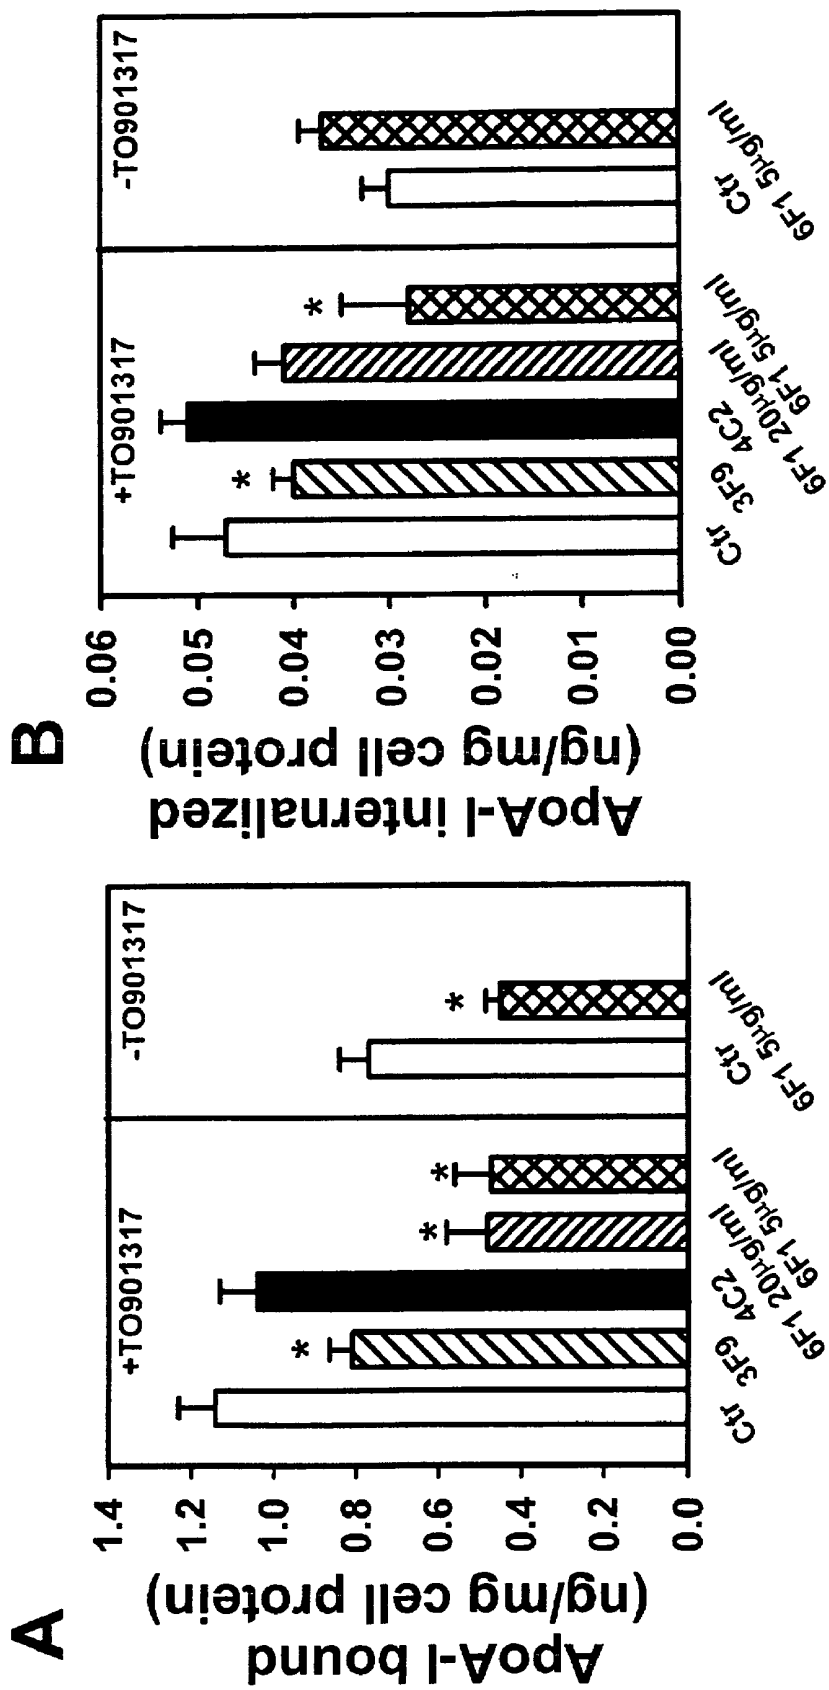 A
ApoA-I bound
(ng/mg cell protein)
1.4
1.2
1.0
0.8
0.6
0.4
0.2
0.0
+TO901317
-TO901317
*
*
*
*
Ctr
3F9
4C2
6F1 20µg/ml
6F1 5µg/ml
Ctr
6F1 5µg/ml
B
ApoA-I internalized
(ng/mg cell protein)
0.06
0.05
0.04
0.03
0.02
0.01
0.00
+TO901317
-TO901317
*
*
Ctr
3F9
4C2
6F1 20µg/ml
6F1 5µg/ml
Ctr
6F1 5µg/ml